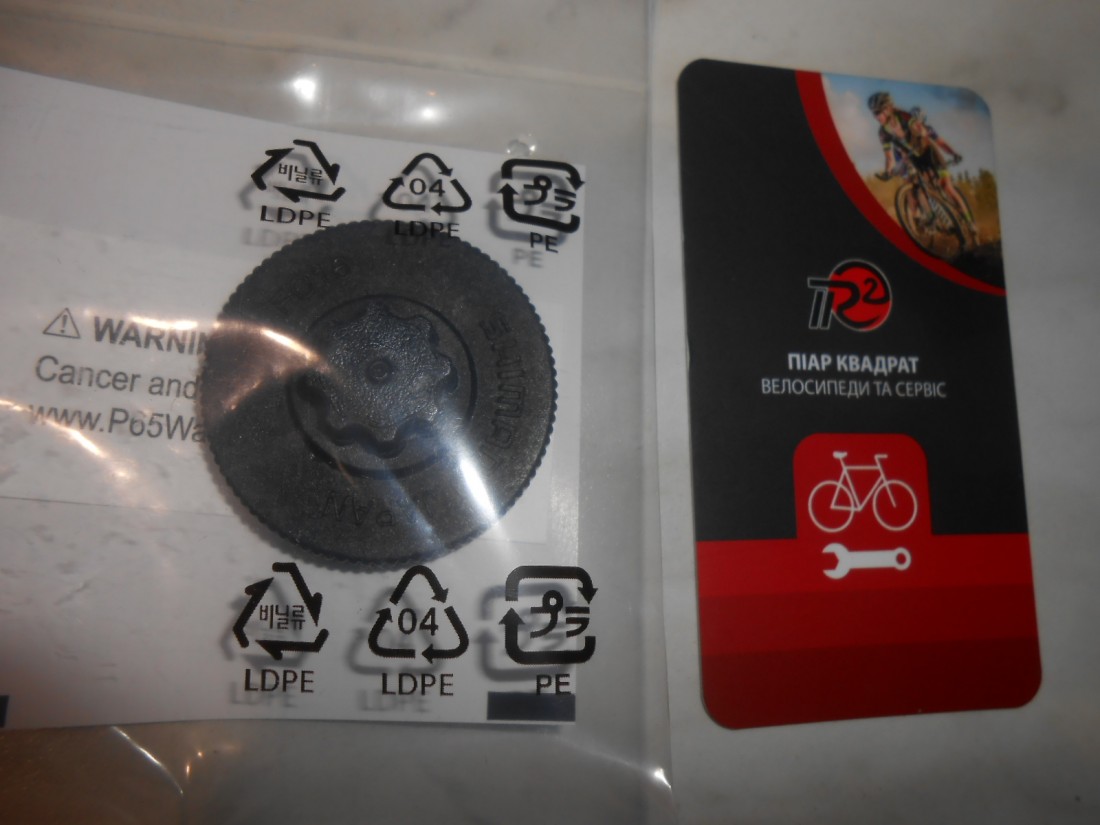 비닐류
LDPE
04
LDPE
プラ
PE
⚠ WARNIN
Cancer and
www.P65Wa
비닐류
LDPE
04
LDPE
プラ
PE
R2
ПІАР КВАДРАТ
ВЕЛОСИПЕДИ ТА СЕРВІС